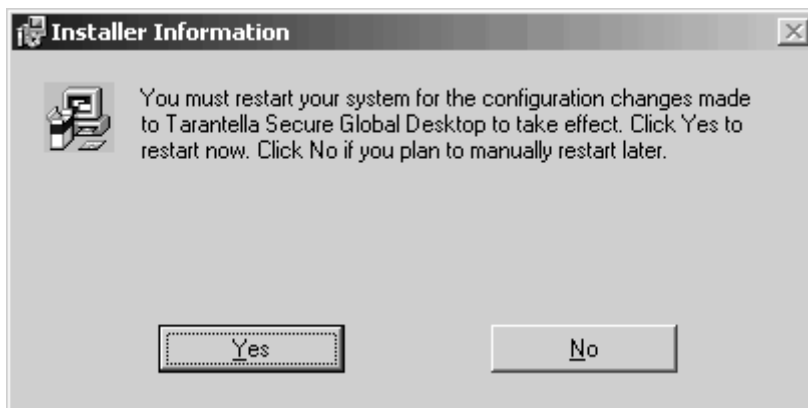 Installer Information
You must restart your system for the configuration changes made
to Tarantella Secure Global Desktop to take effect. Click Yes to
restart now. Click No if you plan to manually restart later.
Yes
No